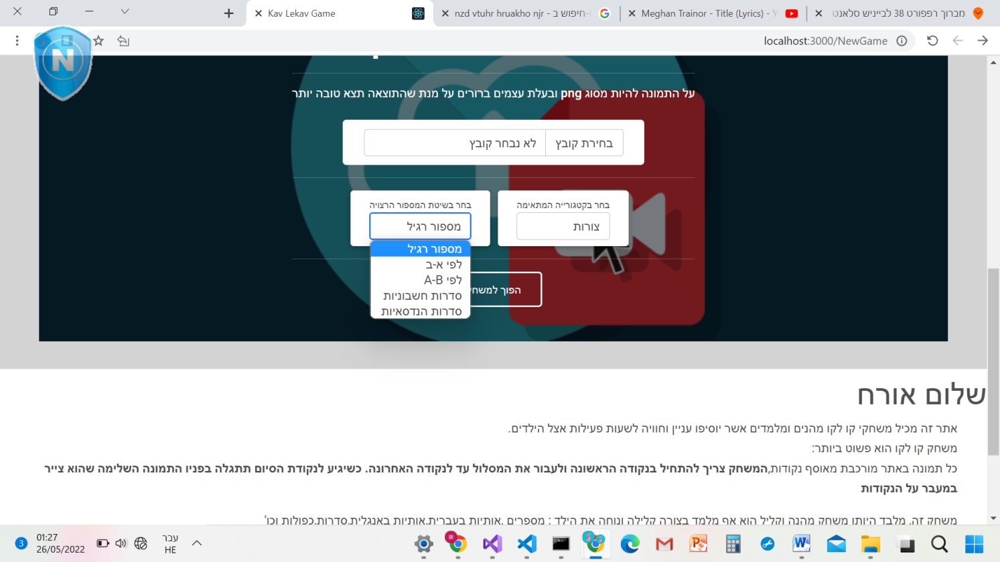 Kav Lekav Game
nzd vtuhr hruakho njr - חיפוש ב-
Meghan Trainor - Title (Lyrics) -
מברוך רפפורט 38 לבייניש סלאנט
localhost:3000/NewGame
N
על התמונה להיות מסוג png ובעלת עצמים ברורים על מנת שהתוצאה תצא טובה יותר
בחירת קובץ
לא נבחר קובץ
בחר בקטגורייה המתאימה
צורות
בחר בשיטת המספור הרצויה
מספור רגיל
מספור רגיל
לפי א-ב
לפי A-B
סדרות חשבוניות
סדרות הנדסאיות
הפוך למשחק
שלום אורח
אתר זה מכיל משחקי קו לקו מהנים ומלמדים אשר יוסיפו עניין וחוויה לשעות פעילות אצל הילדים.
משחק קו לקו הוא פשוט ביותר:
כל תמונה באתר מורכבת מאוסף נקודות,המשחק צריך להתחיל בנקודה הראשונה ולעבור את המסלול עד לנקודה האחרונה. כשיגיע לנקודת הסיום תתגלה בפניו התמונה השלימה שהוא צייר
במעבר על הנקודות
משחק זה, מלבד היותו משחק מהנה וקליל הוא אף מלמד בצורה קלילה ונוחה את הילד : מספרים ,אותיות בעברית,אותיות באנגלית,סדרות,כפולות וכו'
3
01:27
26/05/2022
עבר
HE